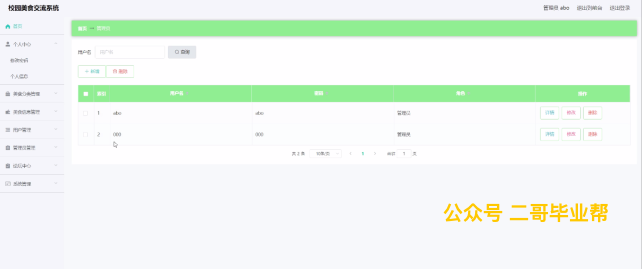 校园美食交流系统
管理员 abo 退出到前台 退出登录
首页
个人中心
修改密码
个人信息
美食分类管理
美食信息管理
用户管理
管理员管理
论坛中心
系统管理
首页
用户名 用户名 查询
+ 新增 删除
索引 用户名 密码 角色 操作
1 abo abo 管理员 详情 修改 删除
2 000 000 管理员 详情 修改 删除
共 2 条 10条/页 1 前往 1 页
公众号 二哥毕业帮